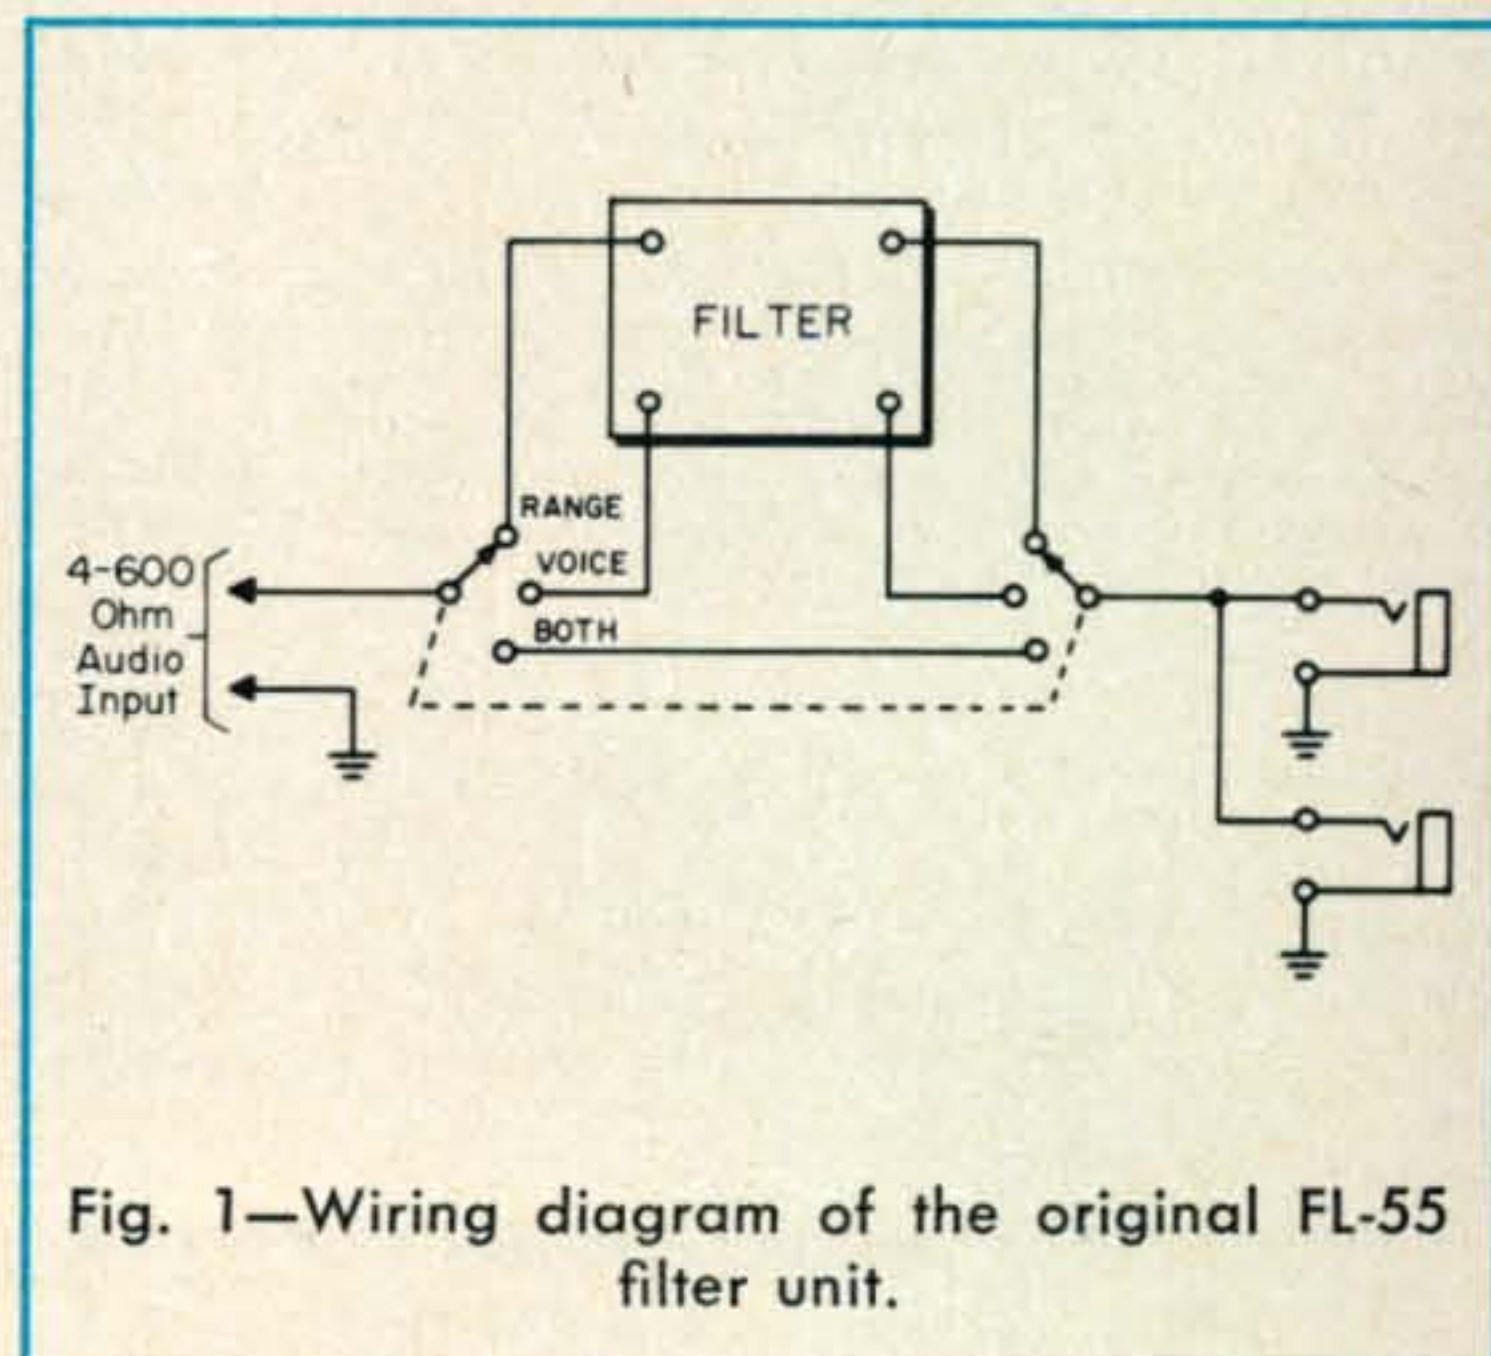 FILTER
RANGE
VOICE
BOTH
4-600
Ohm
Audio
Input
Fig. 1—Wiring diagram of the original FL-55
filter unit.